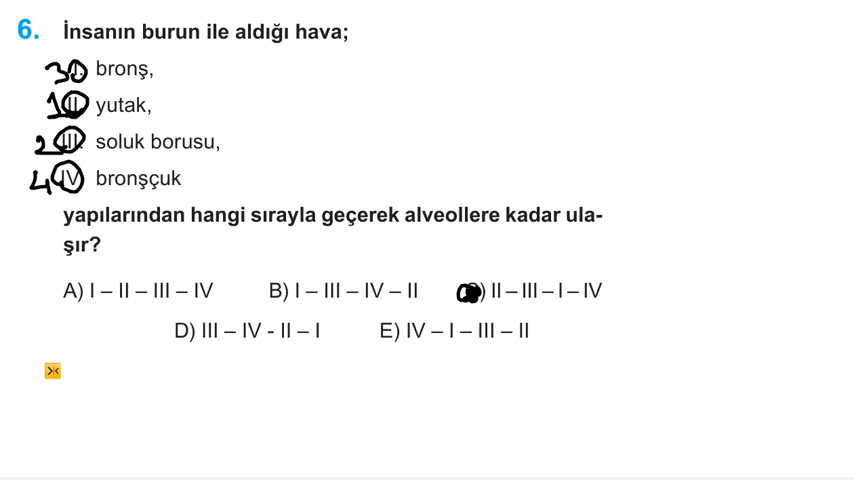 6. İnsanın burun ile aldığı hava;
3 I. bronş,
1 II. yutak,
2 III. soluk borusu,
4 IV bronşçuk
yapılarından hangi sırayla geçerek alveollere kadar ula-
şır?
A) I – II – III – IV B) I – III – IV – II C) II – III – I – IV
D) III – IV - II – I E) IV – I – III – II